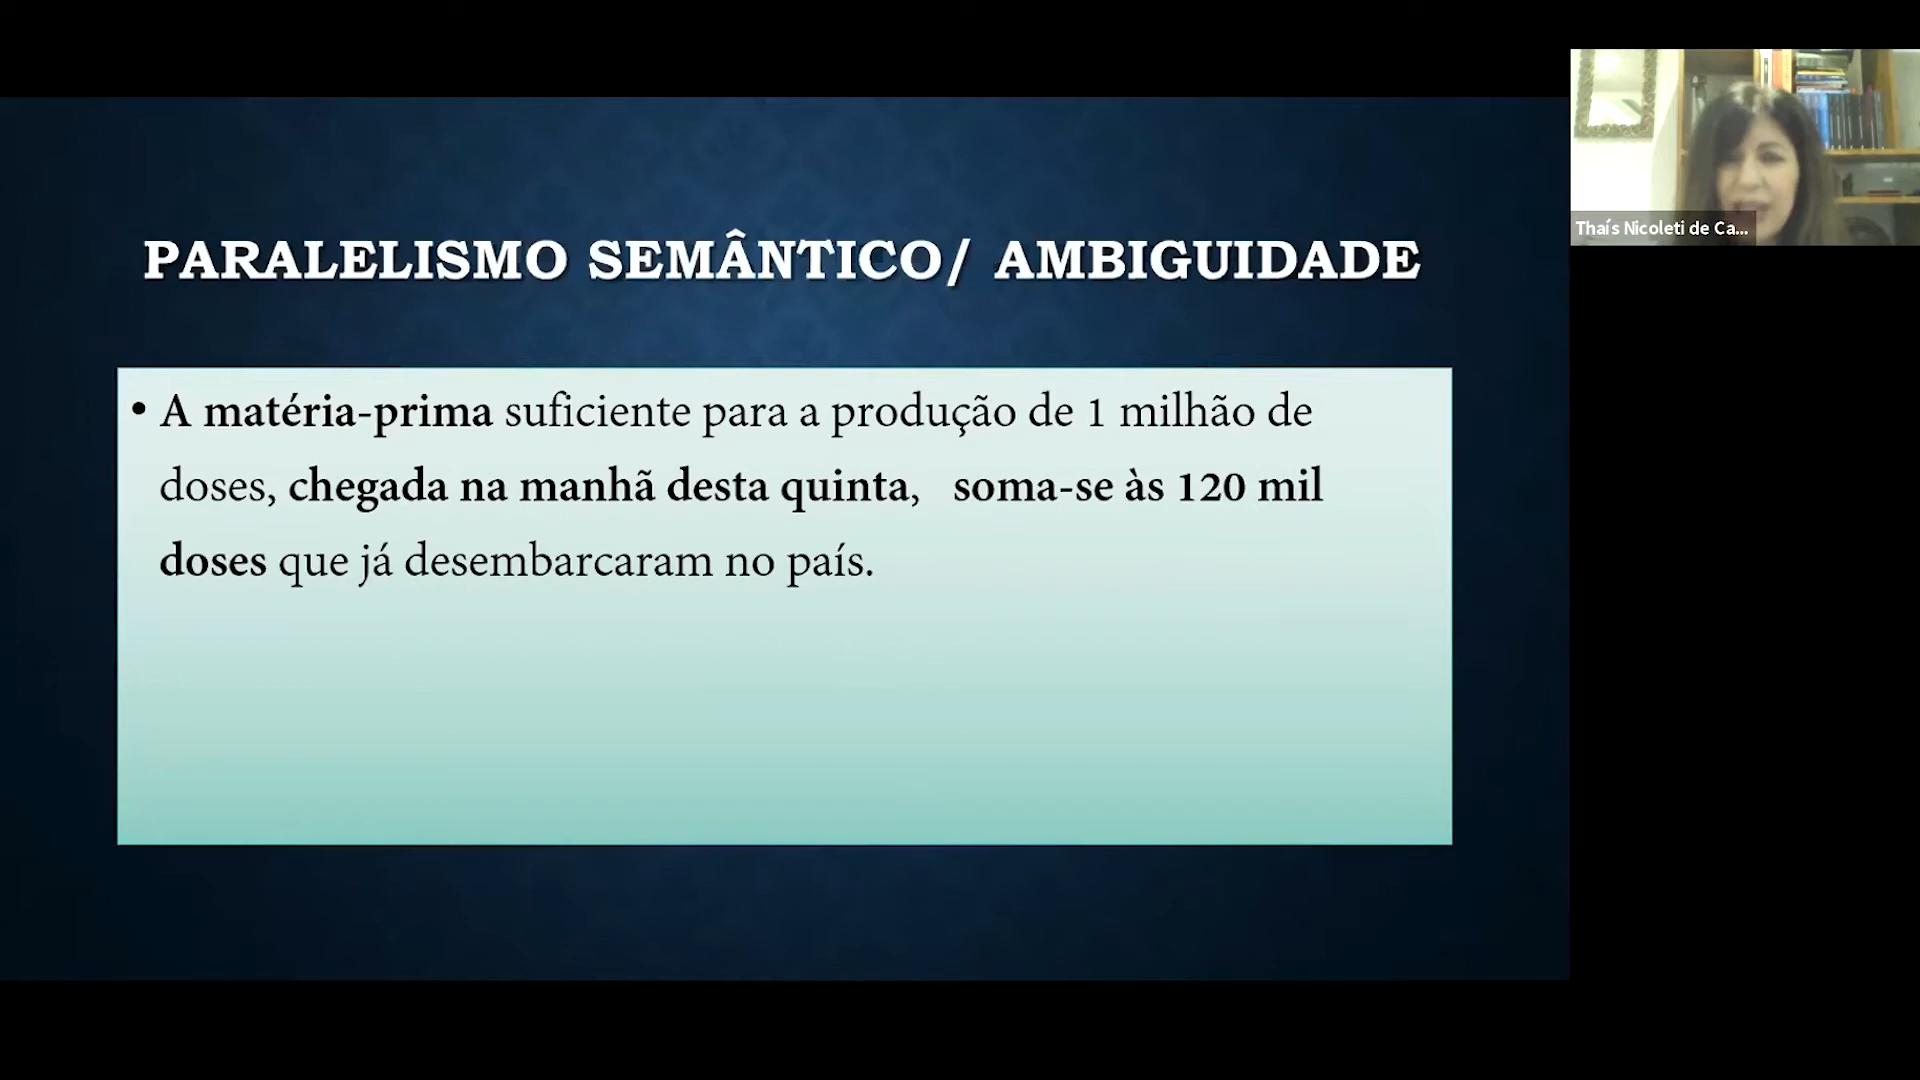 PARALELISMO SEMÂNTICO/ AMBIGUIDADE
• A matéria-prima suficiente para a produção de 1 milhão de
doses, chegada na manhã desta quinta, soma-se às 120 mil
doses que já desembarcaram no país.
Thaís Nicoleti de Ca...